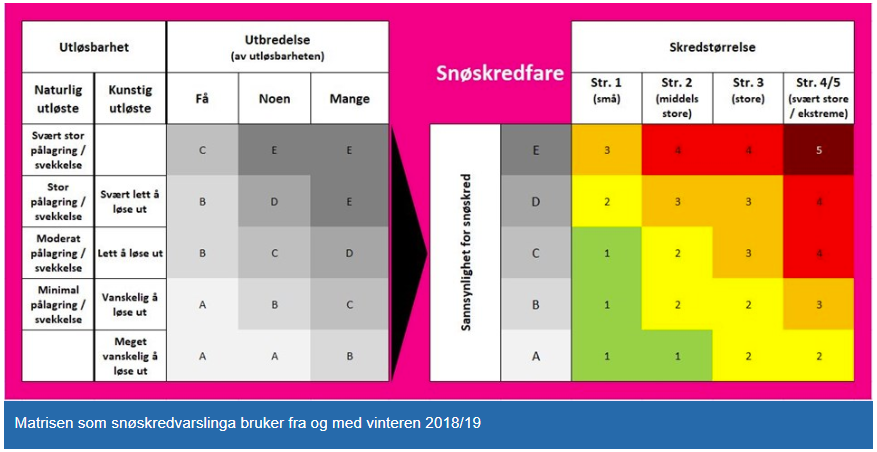 Utløsbarhet
Utbredelse
(av utløsbarheten)
Naturlig
utløste
Kunstig
utløste
Få
Noen
Mange
Svært stor
pålagring /
svekkelse
C
E
E
Stor
pålagring /
svekkelse
Svært lett å
løse ut
B
D
E
Moderat
pålagring /
svekkelse
Lett å løse ut
B
C
D
Minimal
pålagring /
svekkelse
Vanskelig å
løse ut
A
B
C
Meget
vanskelig å
løse ut
A
A
B
Snøskredfare
Skredstørrelse
Str. 1
(små)
Str. 2
(middels
store)
Str. 3
(store)
Str. 4/5
(svært store
/ ekstreme)
Sannsynlighet for snøskred
E
3
4
4
5
D
2
3
3
4
C
1
2
3
4
B
1
2
2
3
A
1
1
2
2
Matrisen som snøskredvarslinga bruker fra og med vinteren 2018/19